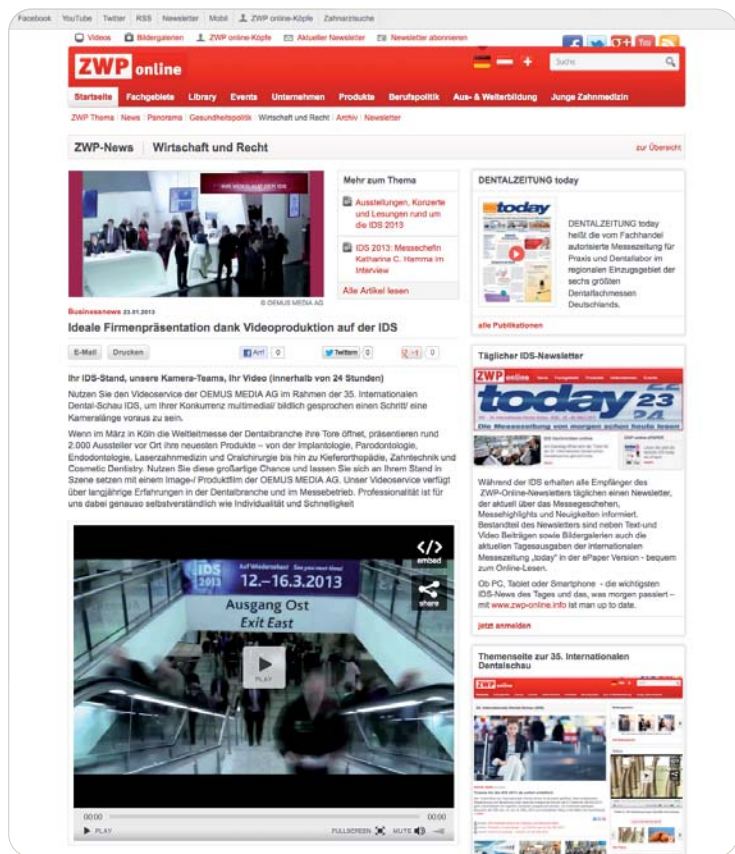 Facebook YouTube Twitter RSS Newsletter Mobil ZWP online-Köpfe Zahnarztsuche
Videos Bildergalerien ZWP online-Köpfe Aktueller Newsletter Newsletter abonnieren
ZWP online
Suche
Startseite Fachgebiete Library Events Unternehmen Produkte Berufspolitik Aus- & Weiterbildung Junge Zahnmedizin
ZWP Thema News Panorama Gesundheitspolitik Wirtschaft und Recht Archiv Newsletter
ZWP-News Wirtschaft und Recht
zur Übersicht
© OEMUS MEDIA AG
Businessnews 23.01.2013
Ideale Firmenpräsentation dank Videoproduktion auf der IDS
E-Mail Drucken
0 Twittern 0 0
Ihr IDS-Stand, unsere Kamera-Teams, Ihr Video (innerhalb von 24 Stunden)
Nutzen Sie den Videoservice der OEMUS MEDIA AG im Rahmen der 35. Internationalen
Dental-Schau IDS, um Ihrer Konkurrenz multimedial/ bildlich gesprochen einen Schritt/ eine
Kameralänge voraus zu sein.
Wenn im März in Köln die Weltleitmesse der Dentalbranche ihre Tore öffnet, präsentieren rund
2.000 Aussteller vor Ort ihre neuesten Produkte – von der Implantologie, Parodontologie,
Endodontologie, Laserzahnmedizin und Oralchirurgie bis hin zu Kieferorthopädie, Zahntechnik und
Cosmetic Dentistry. Nutzen Sie diese großartige Chance und lassen Sie sich an Ihrem Stand in
Szene setzen mit einem Image-/ Produktfilm der OEMUS MEDIA AG. Unser Videoservice verfügt
über langjährige Erfahrungen in der Dentalbranche und im Messebetrieb. Professionalität ist für
uns dabei genauso selbstverständlich wie Individualität und Schnelligkeit
</>
embed
share
IDS
2013
Auf Wiedersehen! See you next time!
12.–16.3.2013
Ausgang Ost
Exit East
PLAY
00:00 00:00
PLAY FULLSCREEN MUTE
Mehr zum Thema
Ausstellungen, Konzerte
und Lesungen rund um
die IDS 2013
IDS 2013: Messechefin
Katharina C. Hamma im
Interview
Alle Artikel lesen
DENTALZEITUNG today
today
DENTALZEITUNG today
heißt die vom Fachhandel
autorisierte Messezeitung für
Praxis und Dentallabor im
regionalen Einzugsgebiet der
sechs größten
Dentalfachmessen
Deutschlands.
alle Publikationen
Täglicher IDS-Newsletter
ZWP online
today 23
24
Die Messezeitung von morgen schon heute lesen
Während der IDS erhalten alle Empfänger des
ZWP-Online-Newsletters täglichen einen Newsletter,
der aktuell über das Messegeschehen,
Messehighlights und Neuigkeiten informiert.
Bestandteil des Newsletters sind neben Text-und
Video Beiträgen sowie Bildergalerien auch die
aktuellen Tagesausgaben der internationalen
Messezeitung „today" in der ePaper Version - bequem
zum Online-Lesen.
Ob PC, Tablet oder Smartphone - die wichtigsten
IDS-News des Tages und das, was morgen passiert –
mit www.zwp-online.info ist man up to date.
jetzt anmelden
Themenseite zur 35. Internationalen
Dentalschau
ZWP online